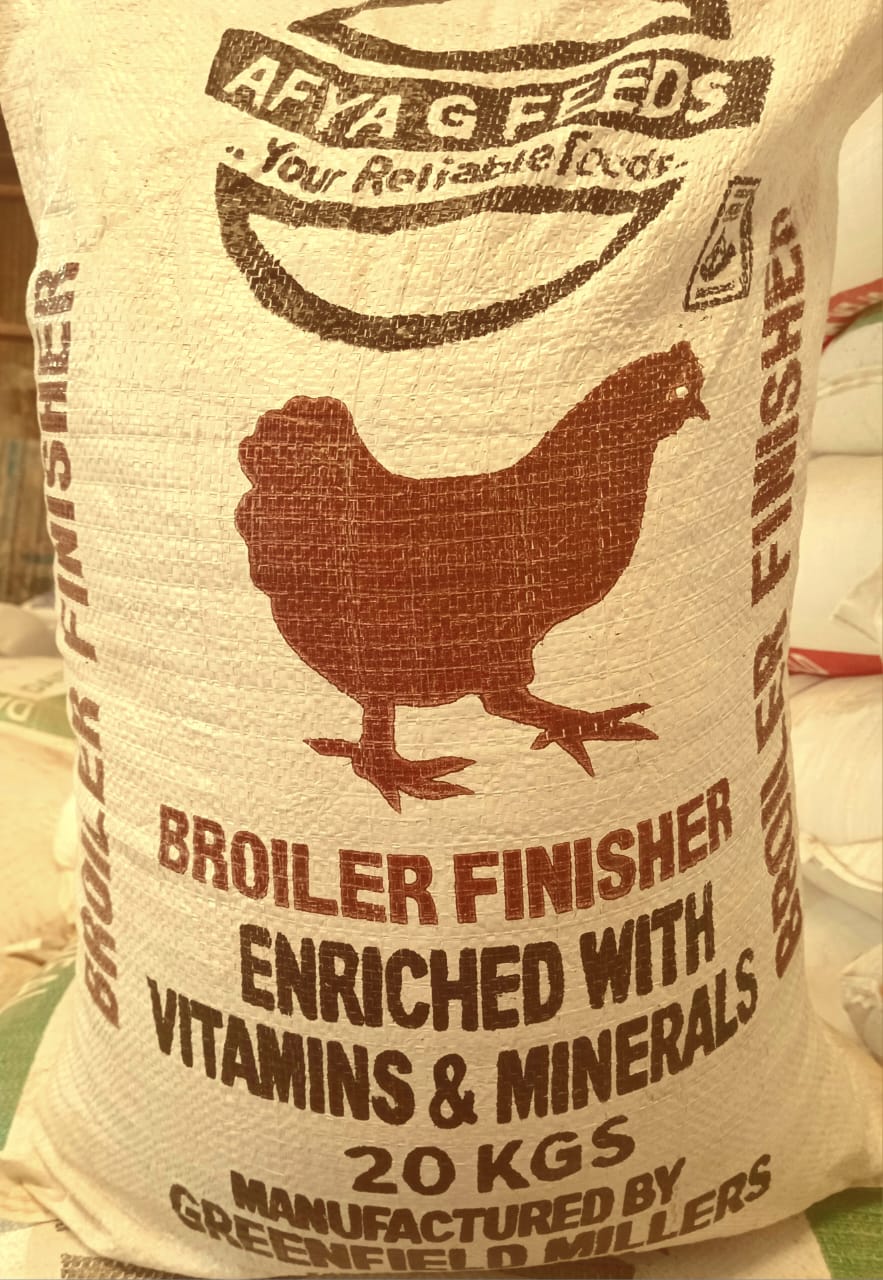 AFYA G FEEDS
Your Reliable Feeds
BROILER FINISHER
BROILER FINISHER
BROILER FINISHER
ENRICHED WITH
VITAMINS & MINERALS
20 KGS
MANUFACTURED BY
GREENFIELD MILLERS